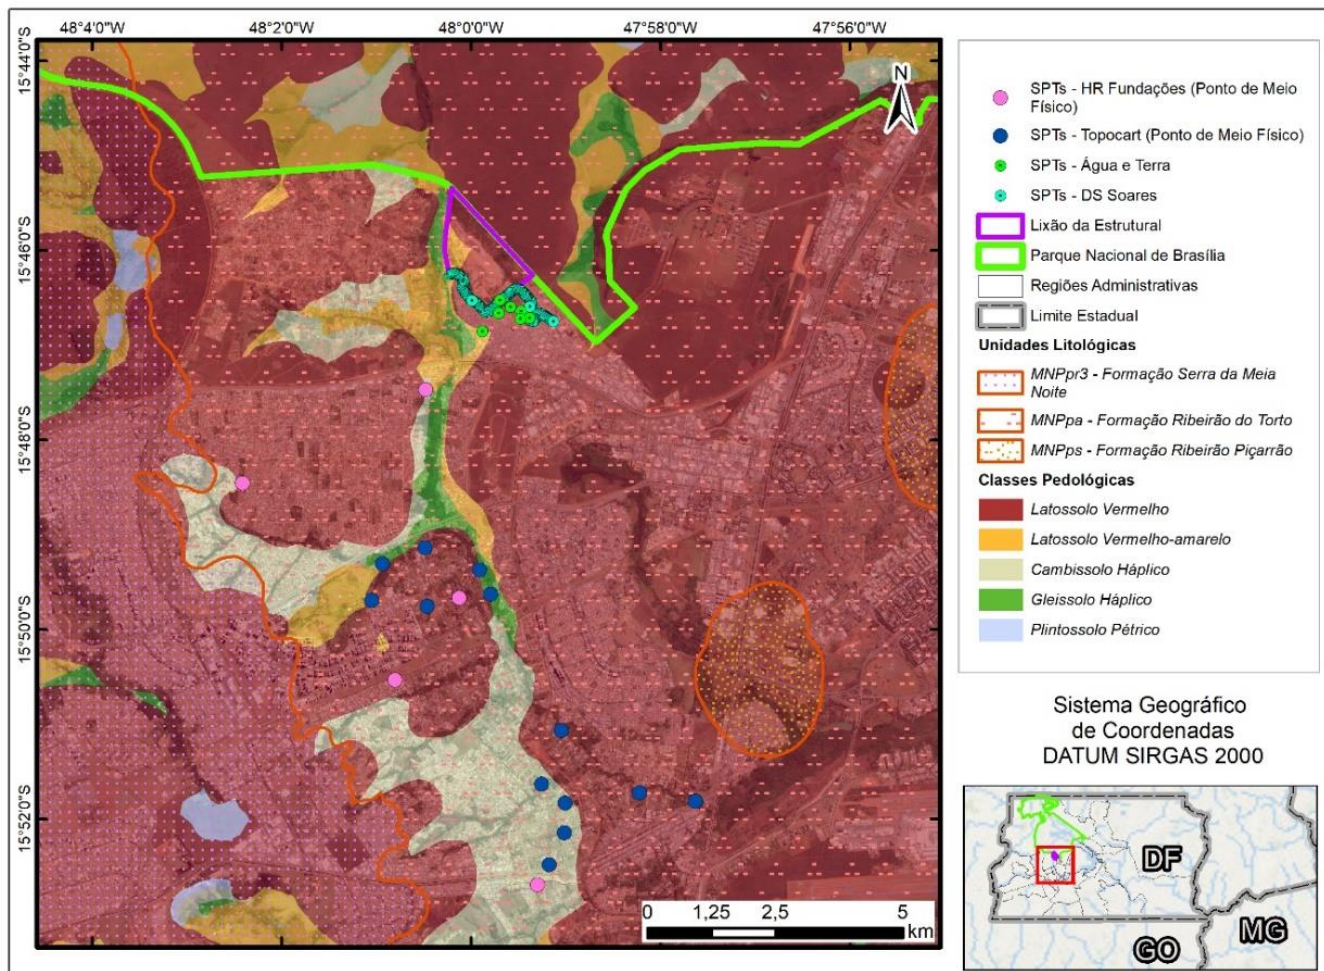 48°4'0"W
48°2'0"W
48°0'0"W
47°58'0"W
47°56'0"W
15°44'0"S
15°46'0"S
15°48'0"S
15°50'0"S
15°52'0"S
N
0
1,25
2,5
5
km
SPTs - HR Fundações (Ponto de Meio
Físico)
SPTs - Topocart (Ponto de Meio Físico)
SPTs - Água e Terra
SPTs - DS Soares
Lixão da Estrutural
Parque Nacional de Brasília
Regiões Administrativas
Limite Estadual
Unidades Litológicas
MNPpr3 - Formação Serra da Meia
Noite
MNPpa - Formação Ribeirão do Torto
MNPps - Formação Ribeirão Piçarrão
Classes Pedológicas
Latossolo Vermelho
Latossolo Vermelho-amarelo
Cambissolo Háplico
Gleissolo Háplico
Plintossolo Pétrico
Sistema Geográfico
de Coordenadas
DATUM SIRGAS 2000
DF
GO
MG